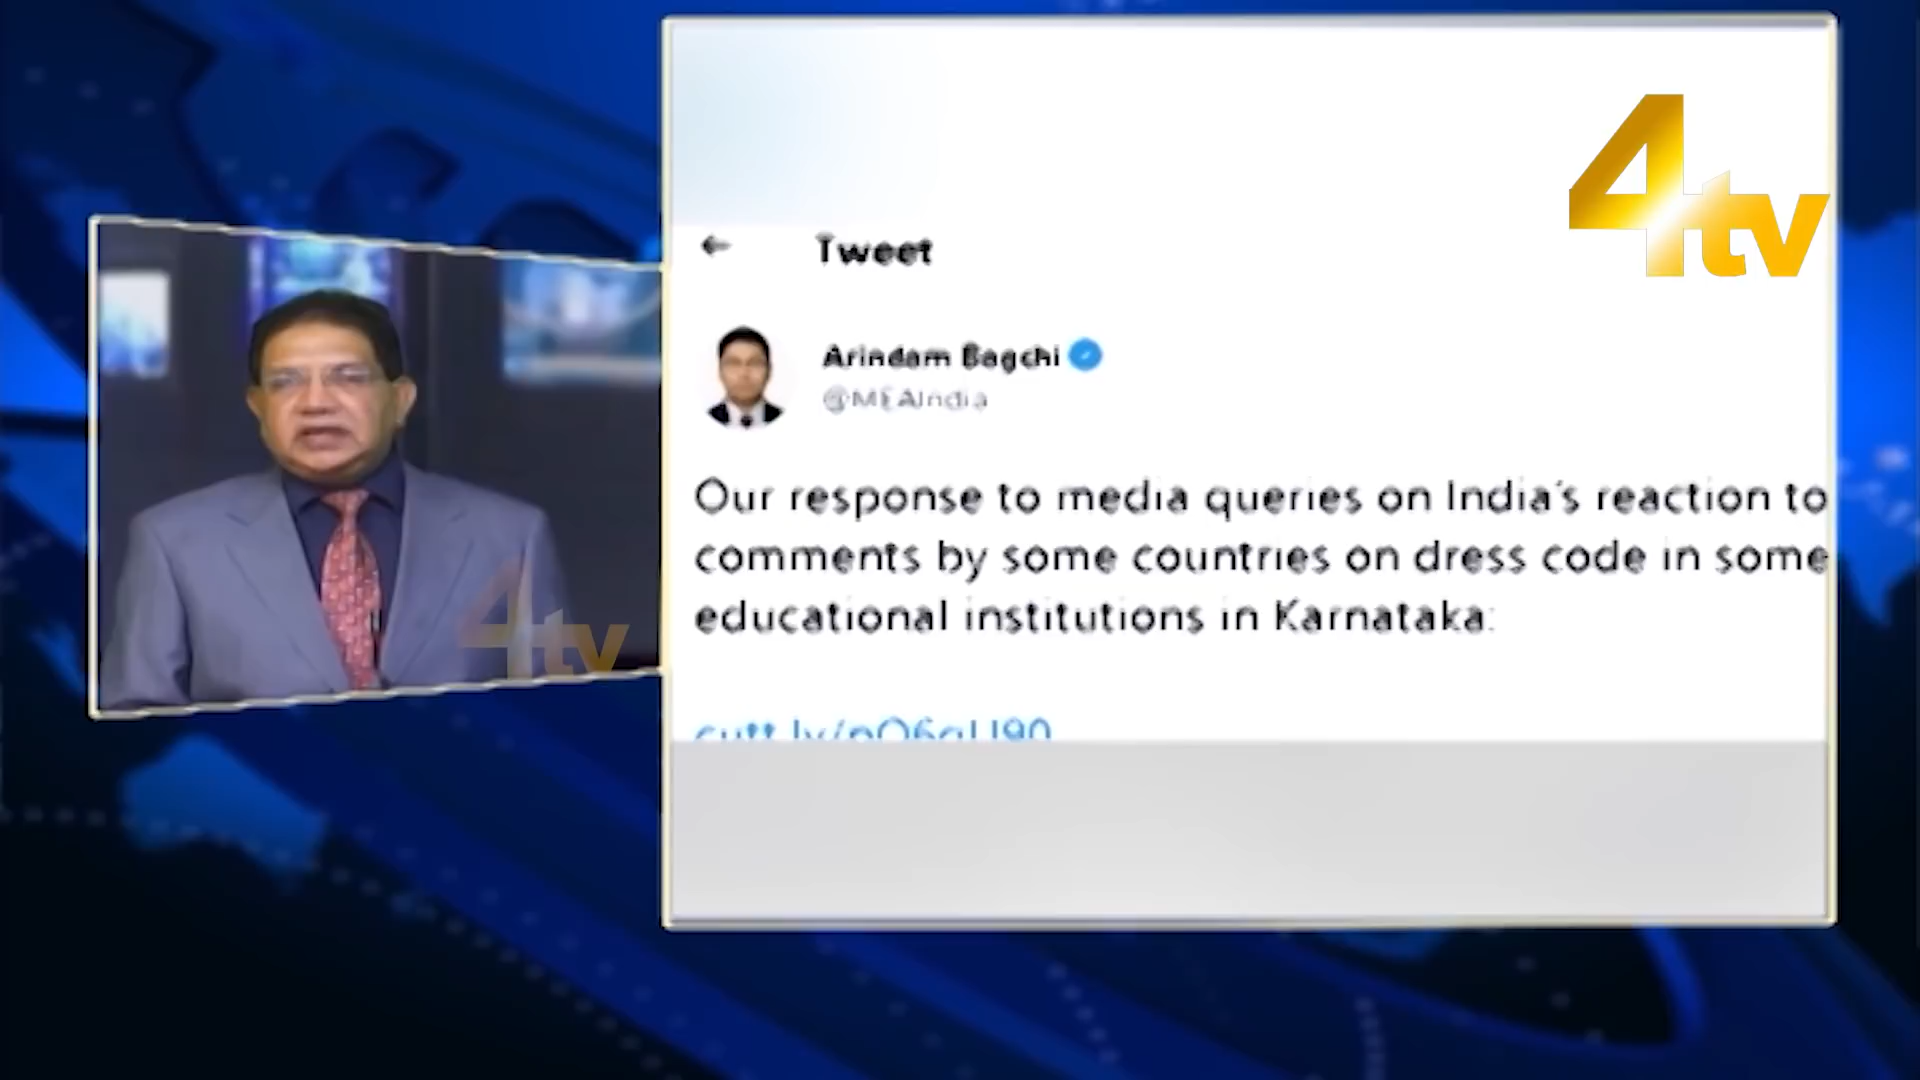 4tv
Tweet
Arindam Bagchi
@MEAIndia
Our response to media queries on India's reaction to
comments by some countries on dress code in some
educational institutions in Karnataka:
4tv